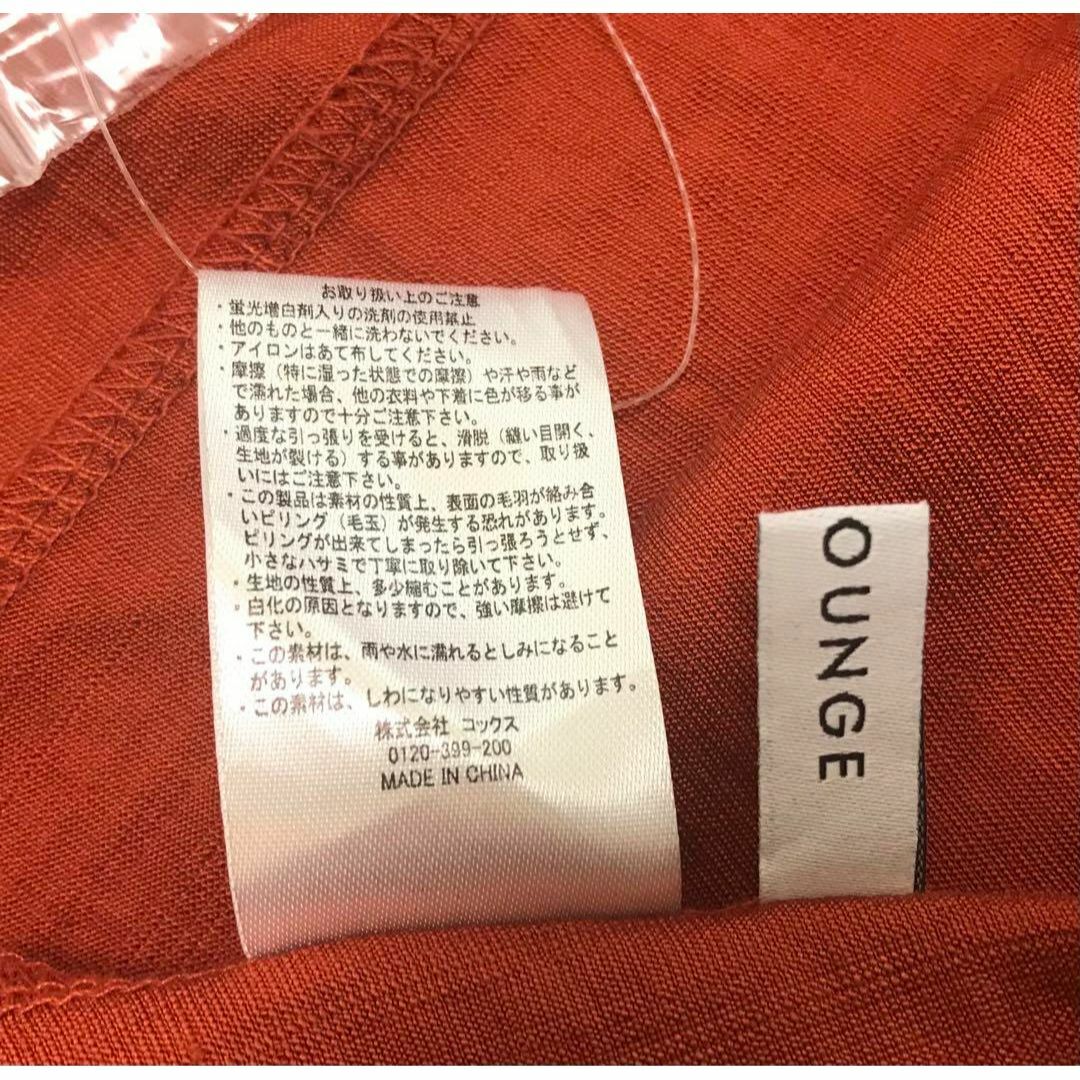 お取り扱い上のご注意
・蛍光増白剤入りの洗剤の使用禁止
・他のものと一緒に洗わないでください。
・アイロンはあて布してください。
・摩擦（特に湿った状態での摩擦）や汗や雨など
で濡れた場合、他の衣料や下着に色が移る事が
ありますので十分ご注意下さい。
・過度な引っ張りを受けると、滑脱（縫い目開く、
生地が裂ける）する事がありますので、取り扱
いにはご注意下さい。
・この製品は素材の性質上、表面の毛羽が絡み合
いピリング（毛玉）が発生する恐れがあります。
ピリングが出来てしまったら引っ張ろうとせず、
小さなハサミで丁寧に取り除いて下さい。
・生地の性質上、多少縮むことがあります。
・白化の原因となりますので、強い摩擦は避けて
下さい。
・この素材は、雨や水に濡れるとしみになること
があります。
・この素材は、しわになりやすい性質があります。
株式会社 コックス
0120-399-200
MADE IN CHINA
OUNGE